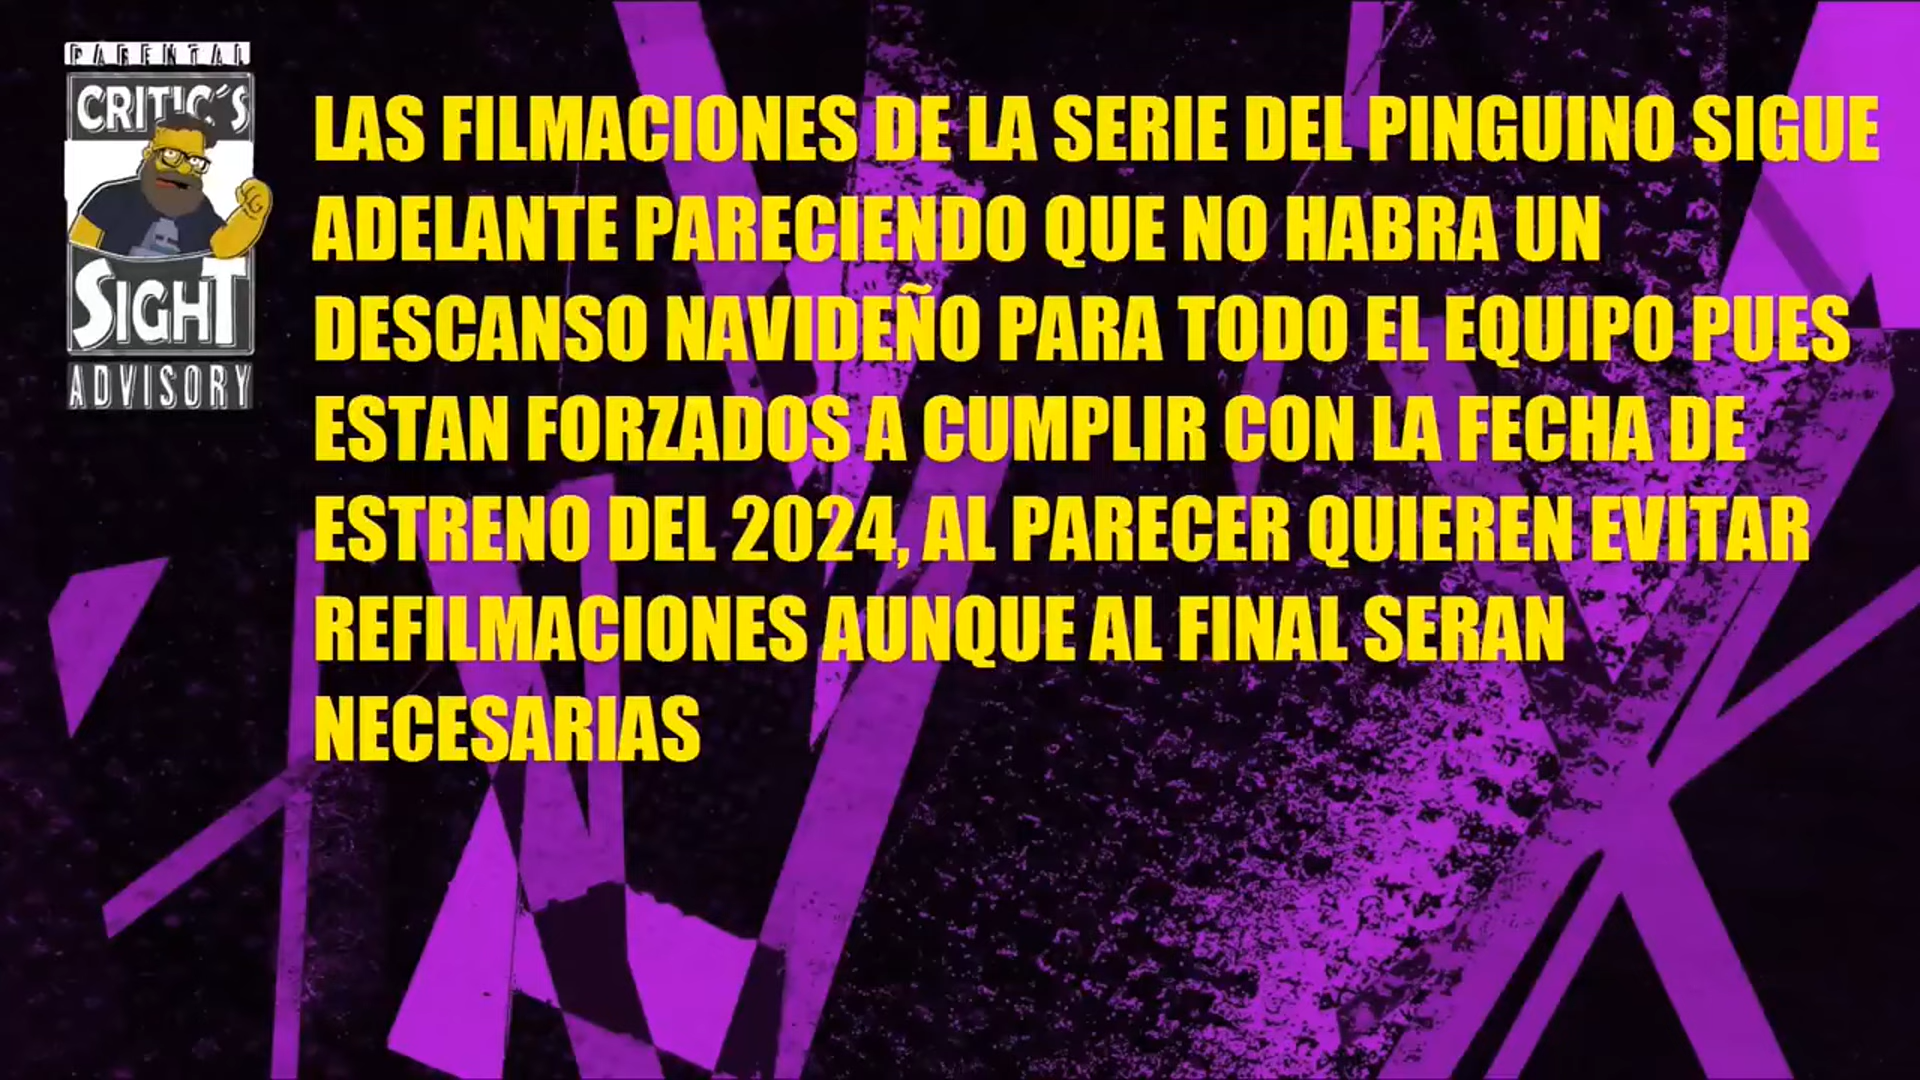 PARENTAL
CRITIC´S
SIGHT
ADVISORY
LAS FILMACIONES DE LA SERIE DEL PINGUINO SIGUE
ADELANTE PARECIENDO QUE NO HABRA UN
DESCANSO NAVIDEÑO PARA TODO EL EQUIPO PUES
ESTAN FORZADOS A CUMPLIR CON LA FECHA DE
ESTRENO DEL 2024, AL PARECER QUIEREN EVITAR
REFILMACIONES AUNQUE AL FINAL SERAN
NECESARIAS